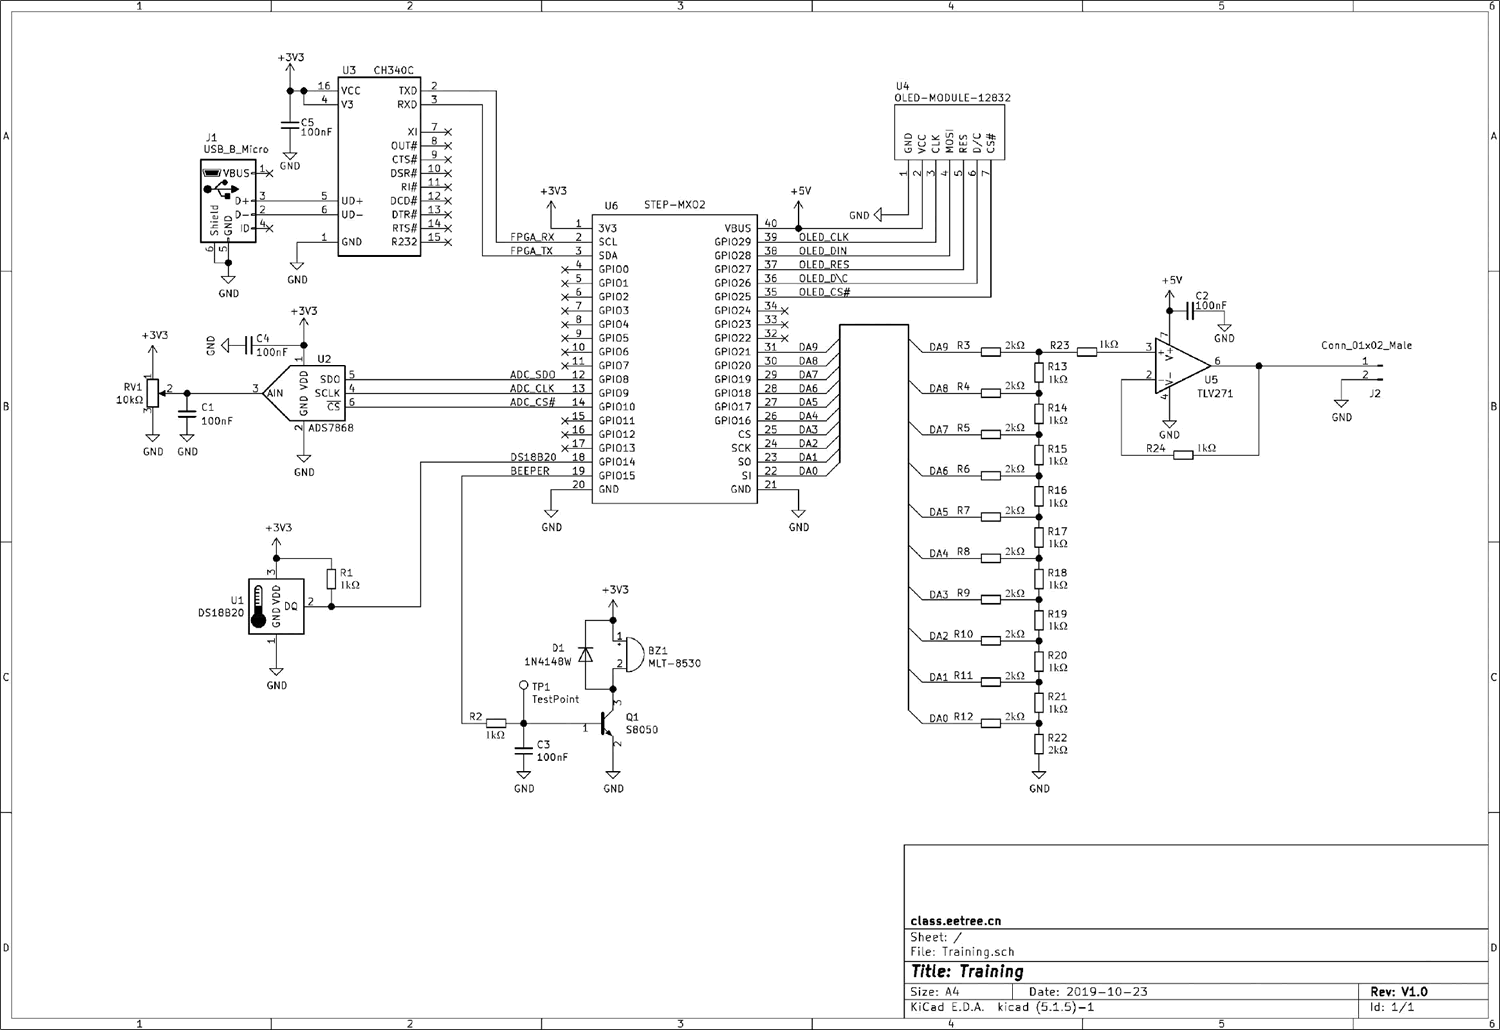 1 2 3 4 5 6
A
B
C
D
+3V3
U3 CH340C
16 VCC TXD 2
4 V3 RXD 3
C5
100nF
GND
XI 7
OUT# 8
CTS# 9
DSR# 10
RI# 11
DCD# 12
DTR# 13
RTS# 14
R232 15
5 UD+
6 UD-
1 GND
GND
J1
USB_B_Micro
VBUS 1
D+ 3
D- 2
ID 4
Shield
GND
6 5
GND
U4
OLED-MODULE-12832
GND VCC CLK MOSI RES D/C CS#
1 2 3 4 5 6 7
GND
+5V
+3V3
U6 STEP-MXO2
1 3V3 VBUS 40
FPGA_RX 2 SCL GPIO29 39 OLED_CLK
FPGA_TX 3 SDA GPIO28 38 OLED_DIN
4 GPIO0 GPIO27 37 OLED_RES
5 GPIO1 GPIO26 36 OLED_D\C
6 GPIO2 GPIO25 35 OLED_CS#
7 GPIO3 GPIO24 34
8 GPIO4 GPIO23 33
9 GPIO5 GPIO22 32
10 GPIO6 GPIO21 31 DA9
11 GPIO7 GPIO20 30 DA8
ADC_SDO 12 GPIO8 GPIO19 29 DA7
ADC_CLK 13 GPIO9 GPIO18 28 DA6
ADC_CS# 14 GPIO10 GPIO17 27 DA5
15 GPIO11 GPIO16 26 DA4
16 GPIO12 CS 25 DA3
17 GPIO13 SCK 24 DA2
DS18B20 18 GPIO14 SO 23 DA1
BEEPER 19 GPIO15 SI 22 DA0
20 GND GND 21
GND
GND
+3V3
RV1
10kΩ
1
2
3
GND
C1
100nF
GND
GND
C4
100nF
+3V3
U2
1
VDD
3 AIN
SDO 5
SCLK 4
CS 6
GND
2
ADS7868
GND
+3V3
U1
DS18B20
3
VDD
DQ 2
GND
1
R1
1kΩ
GND
+3V3
D1
1N4148W
1
+
2
BZ1
MLT-8530
TP1
TestPoint
R2
1kΩ
C3
100nF
GND
1
3
2
Q1
S8050
GND
DA9 R3 2kΩ
DA8 R4 2kΩ
DA7 R5 2kΩ
DA6 R6 2kΩ
DA5 R7 2kΩ
DA4 R8 2kΩ
DA3 R9 2kΩ
DA2 R10 2kΩ
DA1 R11 2kΩ
DA0 R12 2kΩ
R23 1kΩ
R13
1kΩ
R14
1kΩ
R15
1kΩ
R16
1kΩ
R17
1kΩ
R18
1kΩ
R19
1kΩ
R20
1kΩ
R21
1kΩ
R22
2kΩ
GND
+5V
C2
100nF
GND
7
V+
3 +
2 -
6
V-
4
U5
TLV271
GND
R24 1kΩ
Conn_01x02_Male
1
2
J2
GND
class.eetree.cn
Sheet: /
File: Training.sch
Title: Training
Size: A4 Date: 2019-10-23 Rev: V1.0
KiCad E.D.A. kicad (5.1.5)-1 Id: 1/1
A
B
C
D
1 2 3 4 5 6